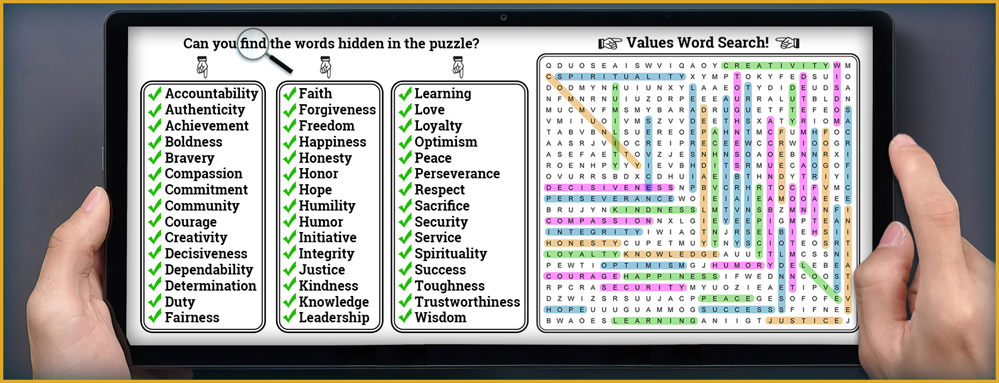 Can you find the words hidden in the puzzle?
Accountability
Authenticity
Achievement
Boldness
Bravery
Compassion
Commitment
Community
Courage
Creativity
Decisiveness
Dependability
Determination
Duty
Fairness
Faith
Forgiveness
Freedom
Happiness
Honesty
Honor
Hope
Humility
Humor
Initiative
Integrity
Justice
Kindness
Knowledge
Leadership
Learning
Love
Loyalty
Optimism
Peace
Perseverance
Respect
Sacrifice
Security
Service
Spirituality
Success
Toughness
Trustworthiness
Wisdom
Values Word Search!
Q D U O S E A I S W V I Q A O Y C R E A T I V I T Y W M
C S P I R I T U A L I T Y X Y M P T O K Y F E D S U I O
D O D M Y N H U I U N X Y L A A E O T Y D I D E U D S A
N F M N R N U I U Z D R P E E E A U R R A L U T B L D N
M U C M V F M S M Y B A R A D R U G U E T F T E F E O S
V M I I U O I V M S Z V V D E E T H S X A T Y R I O M A
T A B V B N L S U E R E O E P A H N T M C F U M H F O C
A A S R J V I O C R E I P R E C E E W C C R W I O O G R
A S E F A E T T O V Z J E S N H N S O A O E B N N R X I
R O E N H P Y Y Y I E V B H D I T S R M U E C A O G O F
O V U R R S B D X C D H U I A E I B T H N D Y T R I Y I
D E C I S I V E N E S S N P B V C R H R T O C I F V M C
P E R S E V E R A N C E W O I E I A I E A M O O A E E E
B R U J Y N K I N D N E S S L M T V N S B Z M N I N F I
C O M P A S S I O N N X L G I E Y E E P I G M P T E A N
I N T E G R I T Y I W I A Q T N J R S E L B I E H S I I
H O N E S T Y C U P E T M U Y T N Y S C I O T E O S R T
L O Y A L T Y K N O W L E D G E A U U T T L M C S S N I
P E W T I O P T I M I S M G J H U M O R Y D E L E B E A
C O U R A G E H A P P I N E S S I F W E D N N C O O S T
R P C R A S E C U R I T Y M Y U O Z I E A E T I P V S I
D Z W I Z S R S U U J A C P P E A C E G E S O F O F E V
H O P E U U U G U A M M O G S U C C E S S S F I F N E E
B W A O E S L E A R N I N G A N I I G T J U S T I C E J